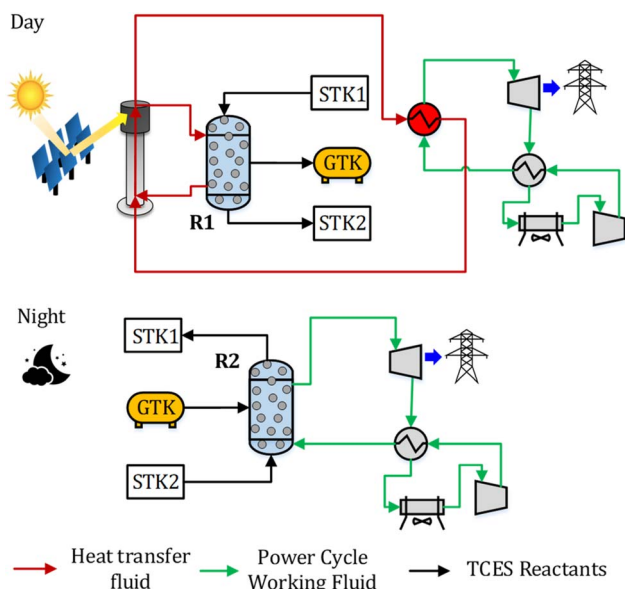 Day
STK1
GTK
R1
STK2
Night
STK1
R2
GTK
STK2
Heat transfer
fluid
Power Cycle
Working Fluid
TCES Reactants